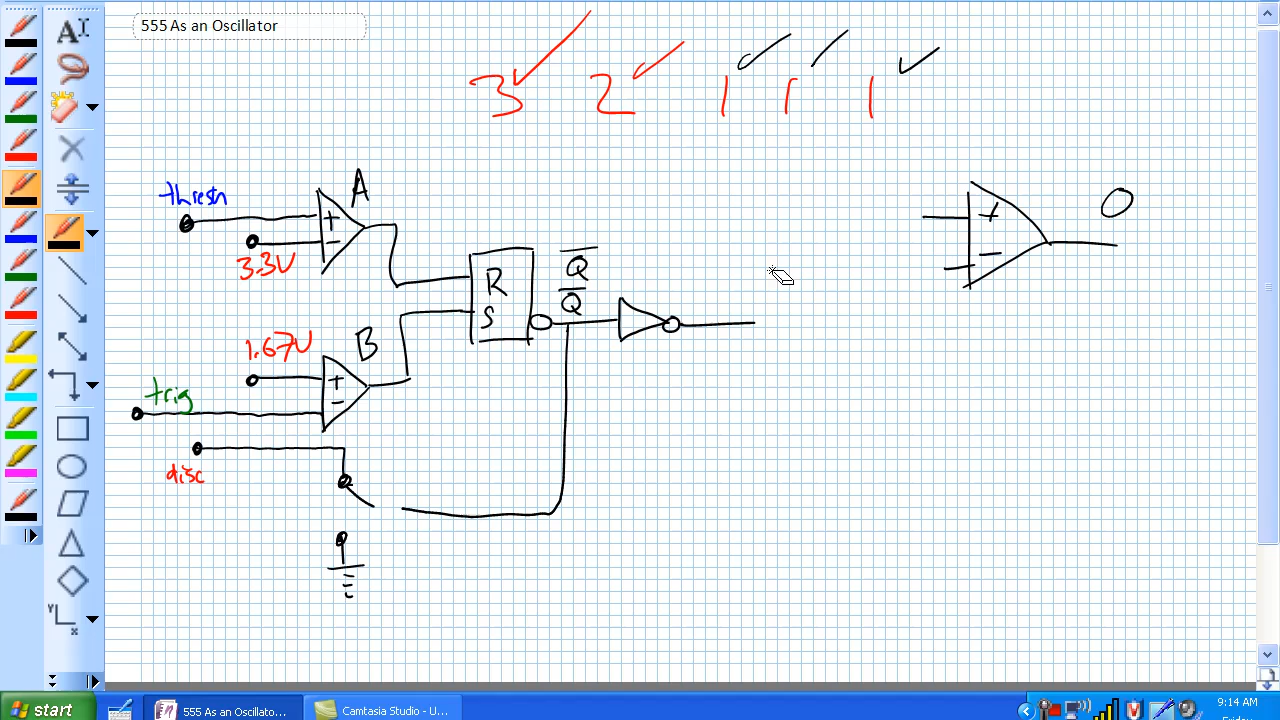 555 As an Oscillator
3 2 1 1 1
thresh
A
+
-
3.3V
+
-
0
R
S
Q
Q
1.67V
B
+
-
trig
disc
start
555 As an Oscillato...
Camtasia Studio - U...
9:14 AM
Friday